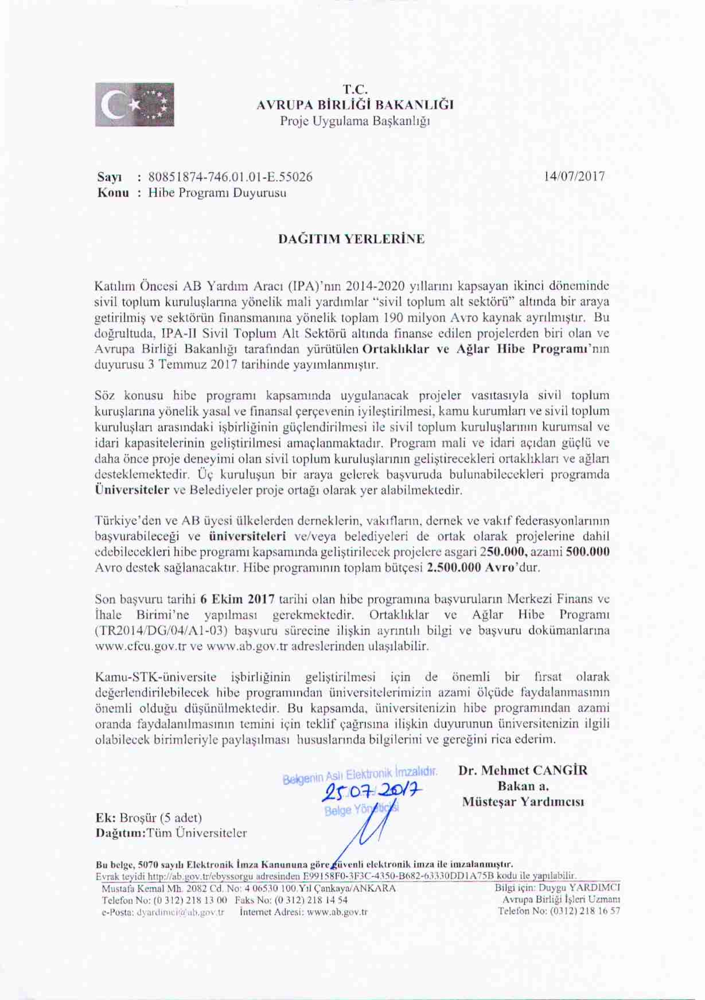 T.C.
AVRUPA BİRLİĞİ BAKANLIĞI
Proje Uygulama Başkanlığı
Sayı : 80851874-746.01.01-E.55026 14/07/2017
Konu : Hibe Programı Duyurusu
DAĞITIM YERLERİNE
Katılım Öncesi AB Yardım Aracı (IPA)'nın 2014-2020 yıllarını kapsayan ikinci döneminde
sivil toplum kuruluşlarına yönelik mali yardımlar “sivil toplum alt sektörü” altında bir araya
getirilmiş ve sektörün finansmanına yönelik toplam 190 milyon Avro kaynak ayrılmıştır. Bu
doğrultuda, IPA-II Sivil Toplum Alt Sektörü altında finanse edilen projelerden biri olan ve
Avrupa Birliği Bakanlığı tarafından yürütülen Ortaklıklar ve Ağlar Hibe Programı'nın
duyurusu 3 Temmuz 2017 tarihinde yayımlanmıştır.
Söz konusu hibe programı kapsamında uygulanacak projeler vasıtasıyla sivil toplum
kuruşlarına yönelik yasal ve finansal çerçevenin iyileştirilmesi, kamu kurumları ve sivil toplum
kuruluşları arasındaki işbirliğinin güçlendirilmesi ile sivil toplum kuruluşlarının kurumsal ve
idari kapasitelerinin geliştirilmesi amaçlanmaktadır. Program mali ve idari açıdan güçlü ve
daha önce proje deneyimi olan sivil toplum kuruluşlarının geliştirecekleri ortaklıkları ve ağları
desteklemektedir. Üç kuruluşun bir araya gelerek başvuruda bulunabilecekleri programda
Üniversiteler ve Belediyeler proje ortağı olarak yer alabilmektedir.
Türkiye'den ve AB üyesi ülkelerden derneklerin, vakıfların, dernek ve vakıf federasyonlarının
başvurabileceği ve üniversiteleri ve/veya belediyeleri de ortak olarak projelerine dahil
edebilecekleri hibe programı kapsamında geliştirilecek projelere asgari 250.000, azami 500.000
Avro destek sağlanacaktır. Hibe programının toplam bütçesi 2.500.000 Avro'dur.
Son başvuru tarihi 6 Ekim 2017 tarihi olan hibe programına başvuruların Merkezi Finans ve
İhale Birimi'ne yapılması gerekmektedir. Ortaklıklar ve Ağlar Hibe Programı
(TR2014/DG/04/A1-03) başvuru sürecine ilişkin ayrıntılı bilgi ve başvuru dokümanlarına
www.cfcu.gov.tr ve www.ab.gov.tr adreslerinden ulaşılabilir.
Kamu-STK-üniversite işbirliğinin geliştirilmesi için de önemli bir fırsat olarak
değerlendirilebilecek hibe programından üniversitelerimizin azami ölçüde faydalanmasının
önemli olduğu düşünülmektedir. Bu kapsamda, üniversitenizin hibe programından azami
oranda faydalanılmasının temini için teklif çağrısına ilişkin duyurunun üniversitenizin ilgili
olabilecek birimleriyle paylaşılması hususlarında bilgilerini ve gereğini rica ederim.
Belgenin Aslı Elektronik İmzalıdır.
25.07.2017
Belge Yöneticisi
Dr. Mehmet CANGİR
Bakan a.
Müsteşar Yardımcısı
Ek: Broşür (5 adet)
Dağıtım:Tüm Üniversiteler
Bu belge, 5070 sayılı Elektronik İmza Kanununa göre güvenli elektronik imza ile imzalanmıştır.
Evrak teyidi http://ab.gov.tr/ebyssorgu adresinden E99158F0-3F3C-4350-B682-63330DD1A75B kodu ile yapılabilir.
Mustafa Kemal Mh. 2082 Cd. No: 4 06530 100.Yıl Çankaya/ANKARA Bilgi için: Duygu YARDIMCI
Telefon No: (0 312) 218 13 00 Faks No: (0 312) 218 14 54 Avrupa Birliği İşleri Uzmanı
e-Posta: dyardimci@ab.gov.tr İnternet Adresi: www.ab.gov.tr Telefon No: (0312) 218 16 57